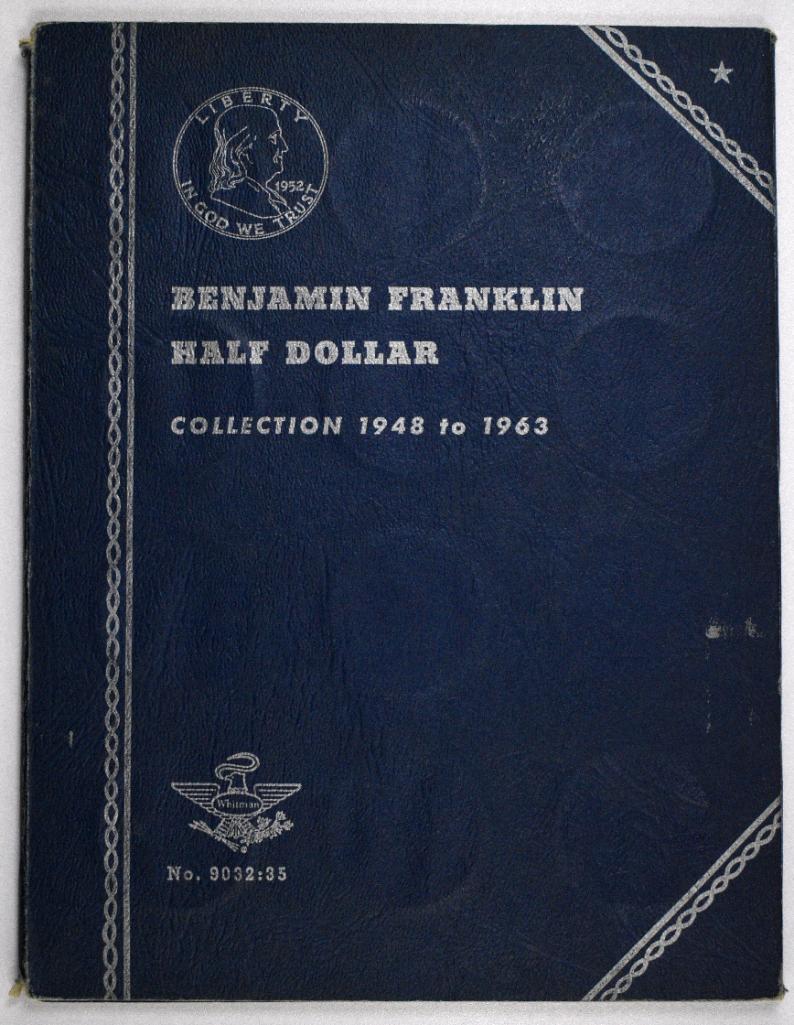 LIBERTY
1952
IN GOD WE TRUST
BENJAMIN FRANKLIN
HALF DOLLAR
COLLECTION 1948 to 1963
Whitman
No. 9032:35